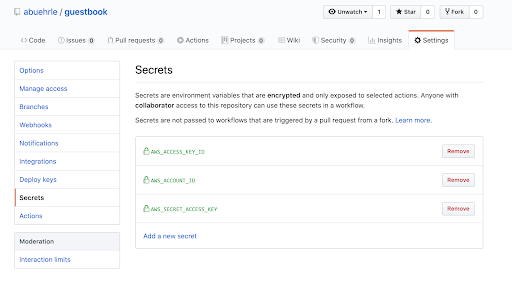 abuehrle / guestbook
Unwatch 1 Star 0 Fork 0
Code Issues 0 Pull requests 0 Actions Projects 0 Wiki Security 0 Insights Settings
Options
Manage access
Branches
Webhooks
Notifications
Integrations
Deploy keys
Secrets
Actions
Moderation
Interaction limits
Secrets
Secrets are environment variables that are encrypted and only exposed to selected actions. Anyone with
collaborator access to this repository can use these secrets in a workflow.
Secrets are not passed to workflows that are triggered by a pull request from a fork. Learn more.
AWS_ACCESS_KEY_ID Remove
AWS_ACCOUNT_ID Remove
AWS_SECRET_ACCESS_KEY Remove
Add a new secret